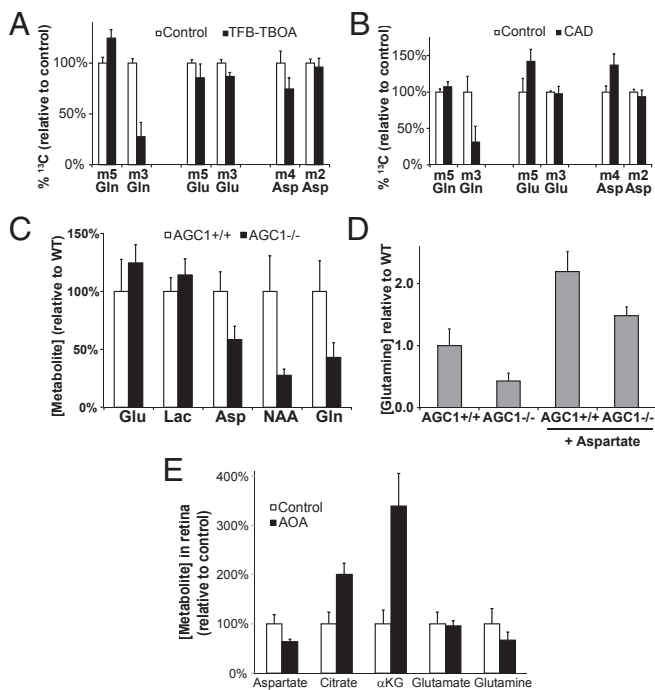 A
Control TFB-TBOA
% ¹³C (relative to control)
100%
50%
0%
m5 m3 m5 m3 m4 m2
Gln Gln Glu Glu Asp Asp
B
Control CAD
% ¹³C (relative to control)
150%
100%
50%
0%
m5 m3 m5 m3 m4 m2
Gln Gln Glu Glu Asp Asp
C
AGC1+/+ AGC1-/-
[Metabolite] (relative to WT)
150%
100%
50%
0%
Glu Lac Asp NAA Gln
D
[Glutamine] relative to WT
2.0
1.0
0.0
AGC1+/+ AGC1-/- AGC1+/+ AGC1-/-
+ Aspartate
E
Control
AOA
[Metabolite] in retina
(relative to control)
400%
300%
200%
100%
0%
Aspartate Citrate αKG Glutamate Glutamine